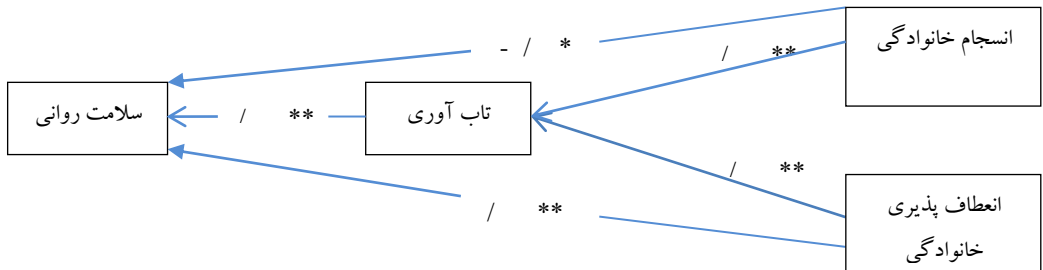 انسجام خانوادگی
- / *
/ **
تاب آوری
/ **
سلامت روانی
/ **
انعطاف پذیری
خانوادگی
/ **